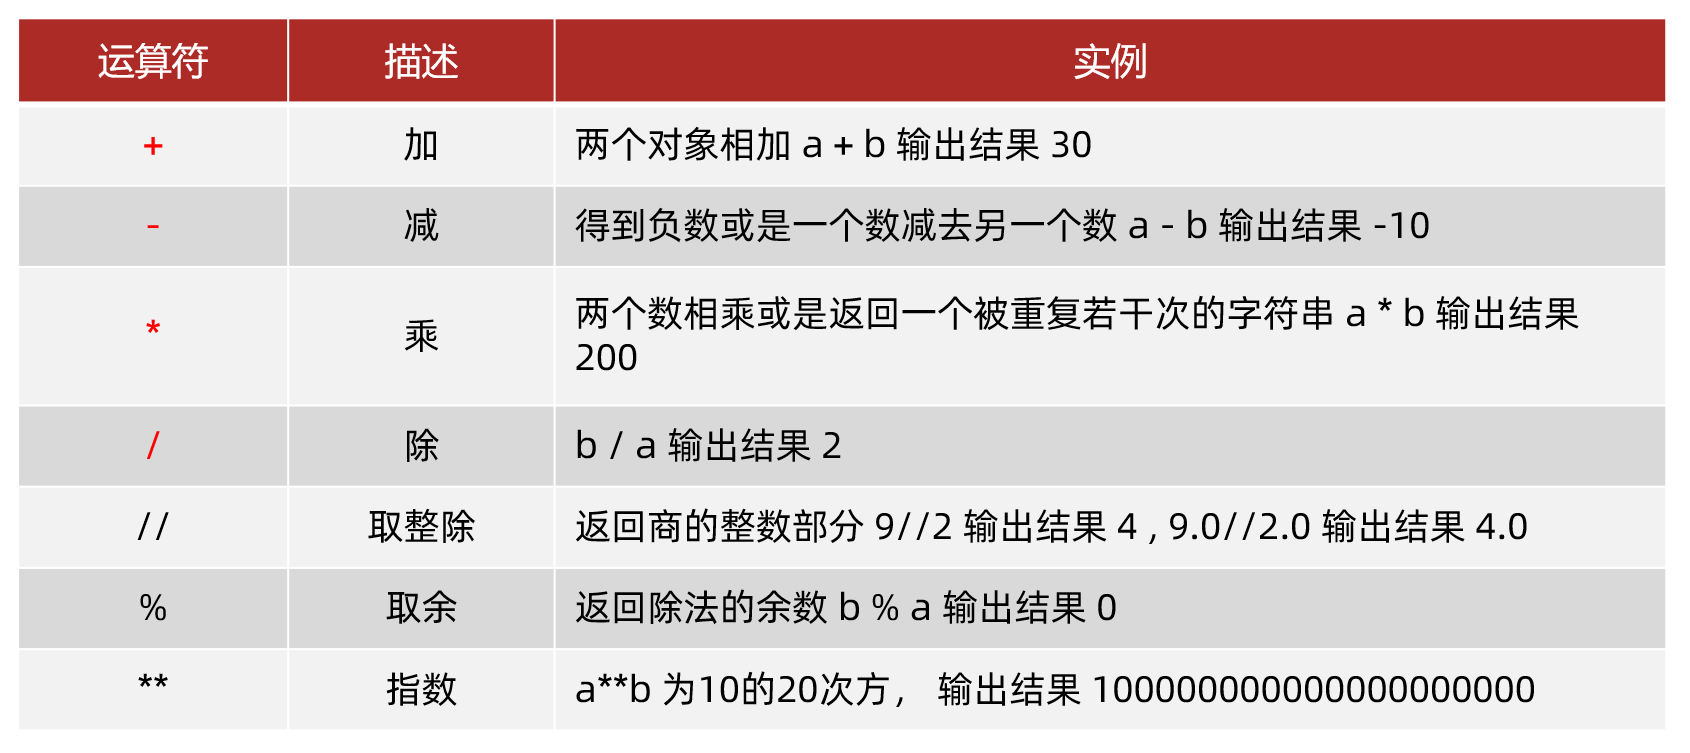 运算符 描述 实例
+ 加 两个对象相加 a + b 输出结果 30
- 减 得到负数或是一个数减去另一个数 a - b 输出结果 -10
* 乘 两个数相乘或是返回一个被重复若干次的字符串 a * b 输出结果
200
/ 除 b / a 输出结果 2
// 取整除 返回商的整数部分 9//2 输出结果 4 , 9.0//2.0 输出结果 4.0
% 取余 返回除法的余数 b % a 输出结果 0
** 指数 a**b 为10的20次方， 输出结果 100000000000000000000